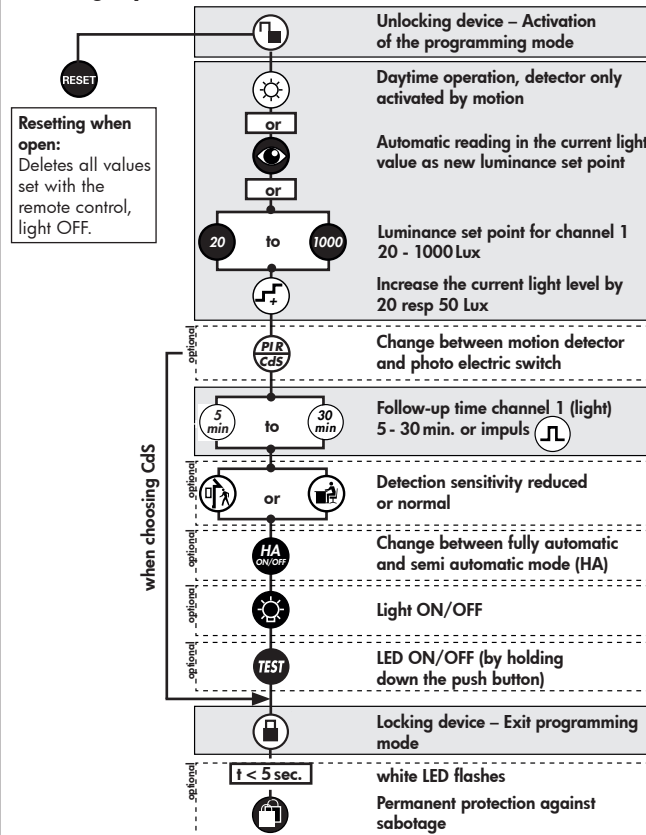 Unlocking device – Activation
of the programming mode
RESET
Resetting when
open:
Deletes all values
set with the
remote control,
light OFF.
Daytime operation, detector only
activated by motion
or
Automatic reading in the current light
value as new luminance set point
or
20
to
1000
Luminance set point for channel 1
20 - 1000 Lux
+
Increase the current light level by
20 resp 50 Lux
optional
PIR
CdS
Change between motion detector
and photo electric switch
5
min
to
30
min
Follow-up time channel 1 (light)
5 - 30 min. or impuls
when choosing CdS
optional
or
Detection sensitivity reduced
or normal
optional
HA
ON/OFF
Change between fully automatic
and semi automatic mode (HA)
optional
Light ON/OFF
optional
TEST
LED ON/OFF (by holding
down the push button)
Locking device – Exit programming
mode
optional
t < 5 sec.
white LED flashes
Permanent protection against
sabotage